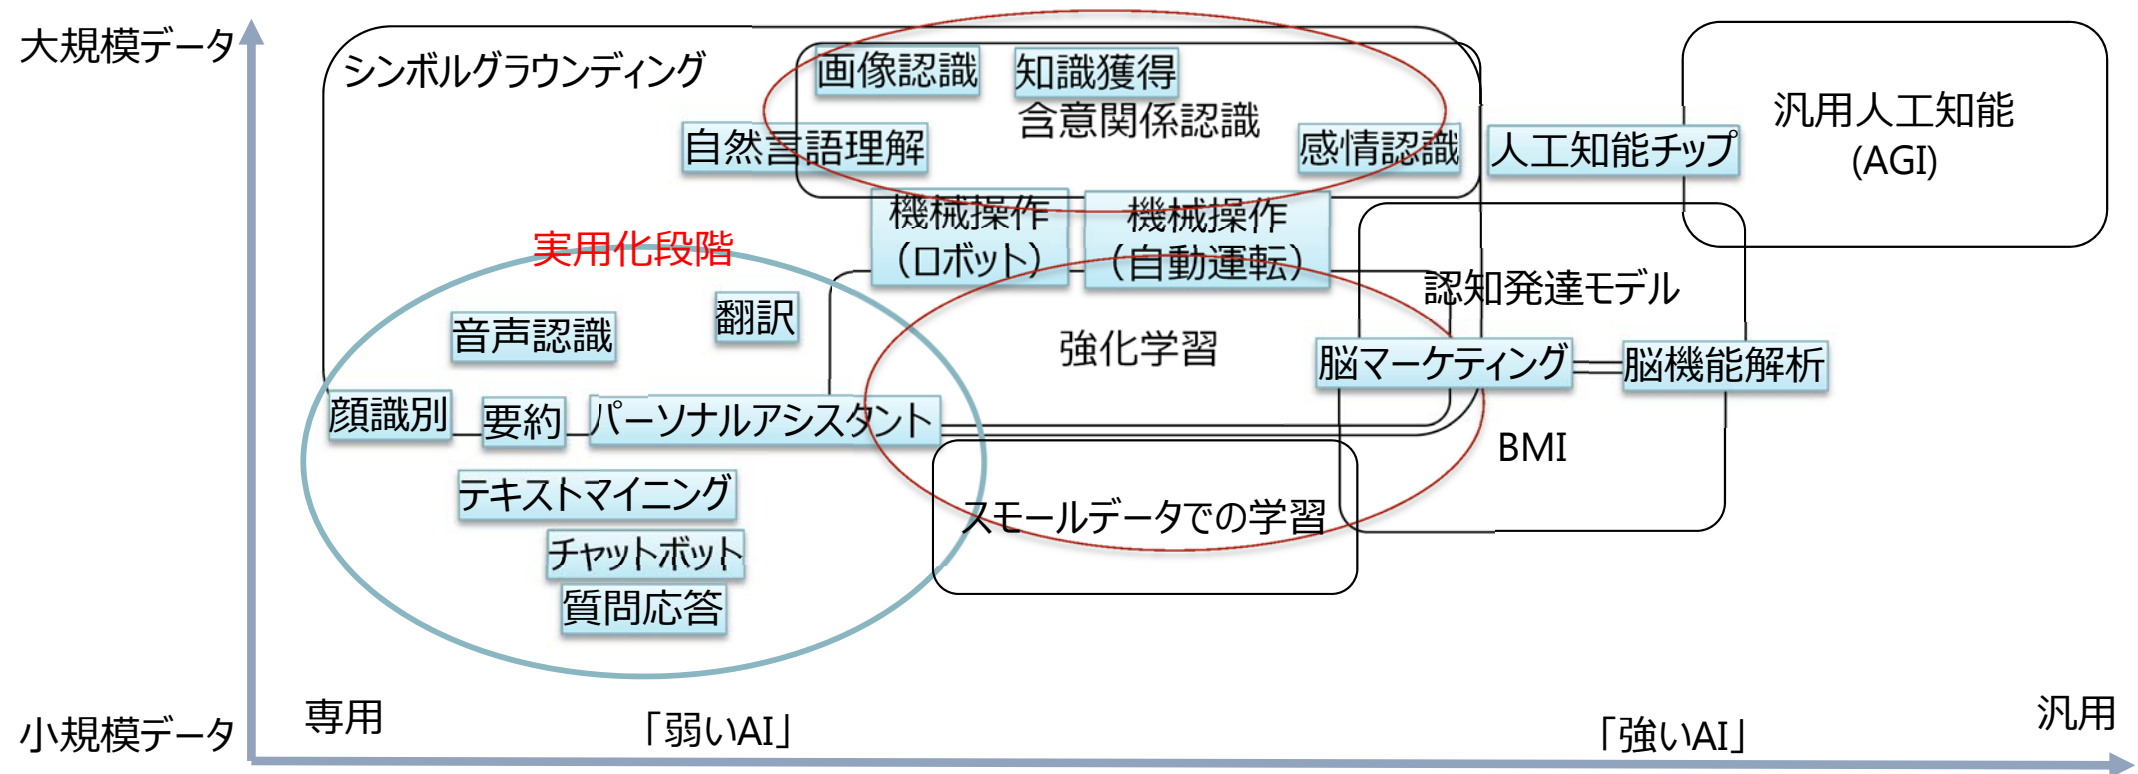 大規模データ
シンボルグラウンディング
画像認識
知識獲得
含意関係認識
自然言語理解
感情認識
人工知能チップ
汎用人工知能
(AGI)
機械操作
（ロボット）
機械操作
（自動運転）
実用化段階
認知発達モデル
翻訳
音声認識
強化学習
脳マーケティング
脳機能解析
顔識別
要約
パーソナルアシスタント
BMI
テキストマイニング
スモールデータでの学習
チャットボット
質問応答
小規模データ
専用
「弱いAI」
「強いAI」
汎用